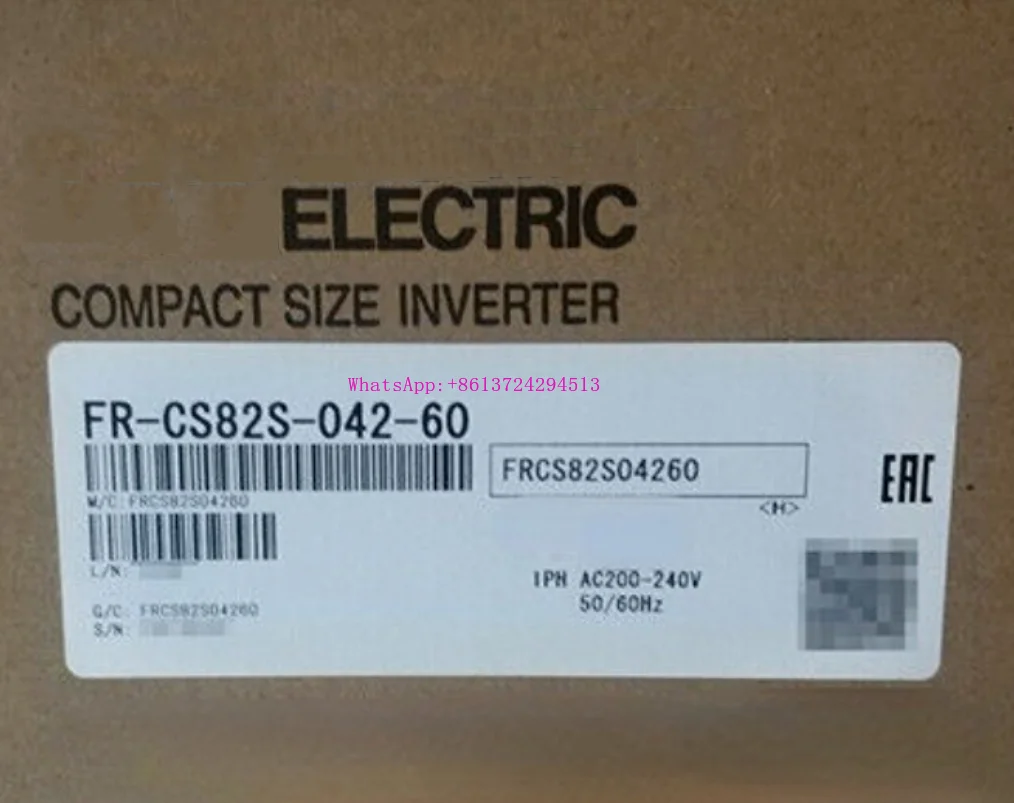 ELECTRIC
COMPACT SIZE INVERTER
WhatsApp:+8613724294513
FR-CS82S-042-60
FRCS82S04260
EAC
M/C: FRCS82S04260
<H>
L/N:
1PH AC200-240V
50/60Hz
G/C: FRCS82S04260
S/N: